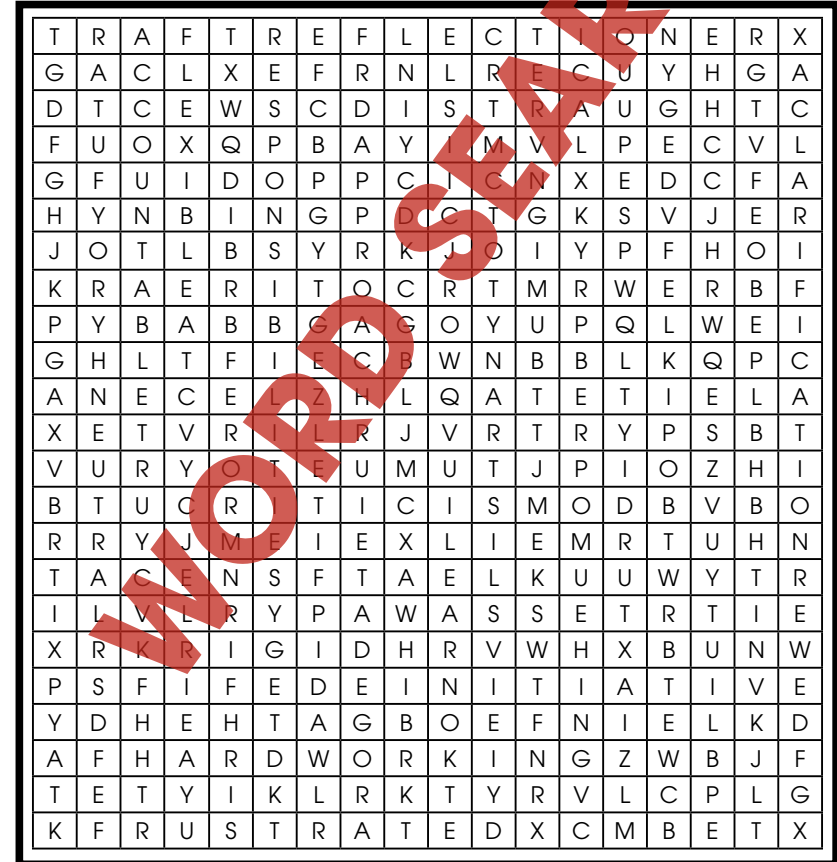 T R A F T R E F L E C T I O N E R X
G A C L X E F R N L R E C U Y H G A
D T C E W S C D I S T R A U G H T C
F U O X Q P B A Y I M V L P E C V L
G F U I D O P P C I C N X E D C F A
H Y N B I N G P D C T G K S V J E R
J O T L B S Y R K J O I Y P F H O I
K R A E R I T O C R T M R W E R B F
P Y B A B B G A G O Y U P Q L W E I
G H L T F I E C B W N B B L K Q P C
A N E C E L Z H L Q A T E T I E L A
X E T V R I L R J V R T R Y P S B T
V U R Y O T E U M U T J P I O Z H I
B T U C R I T I C I S M O D B V B O
R R Y J M E I E X L I E M R T U H N
T A C E N S F T A E L K U U W Y T R
I L V L R Y P A W A S S E T R T I E
X R K R I G I D H R V W H X B U N W
P S F I F E D E I N I T I A T I V E
Y D H E H T A G B O E F N I E L K D
A F H A R D W O R K I N G Z W B J F
T E T Y I K L R K T Y R V L C P L G
K F R U S T R A T E D X C M B E T X
WORD SEAR